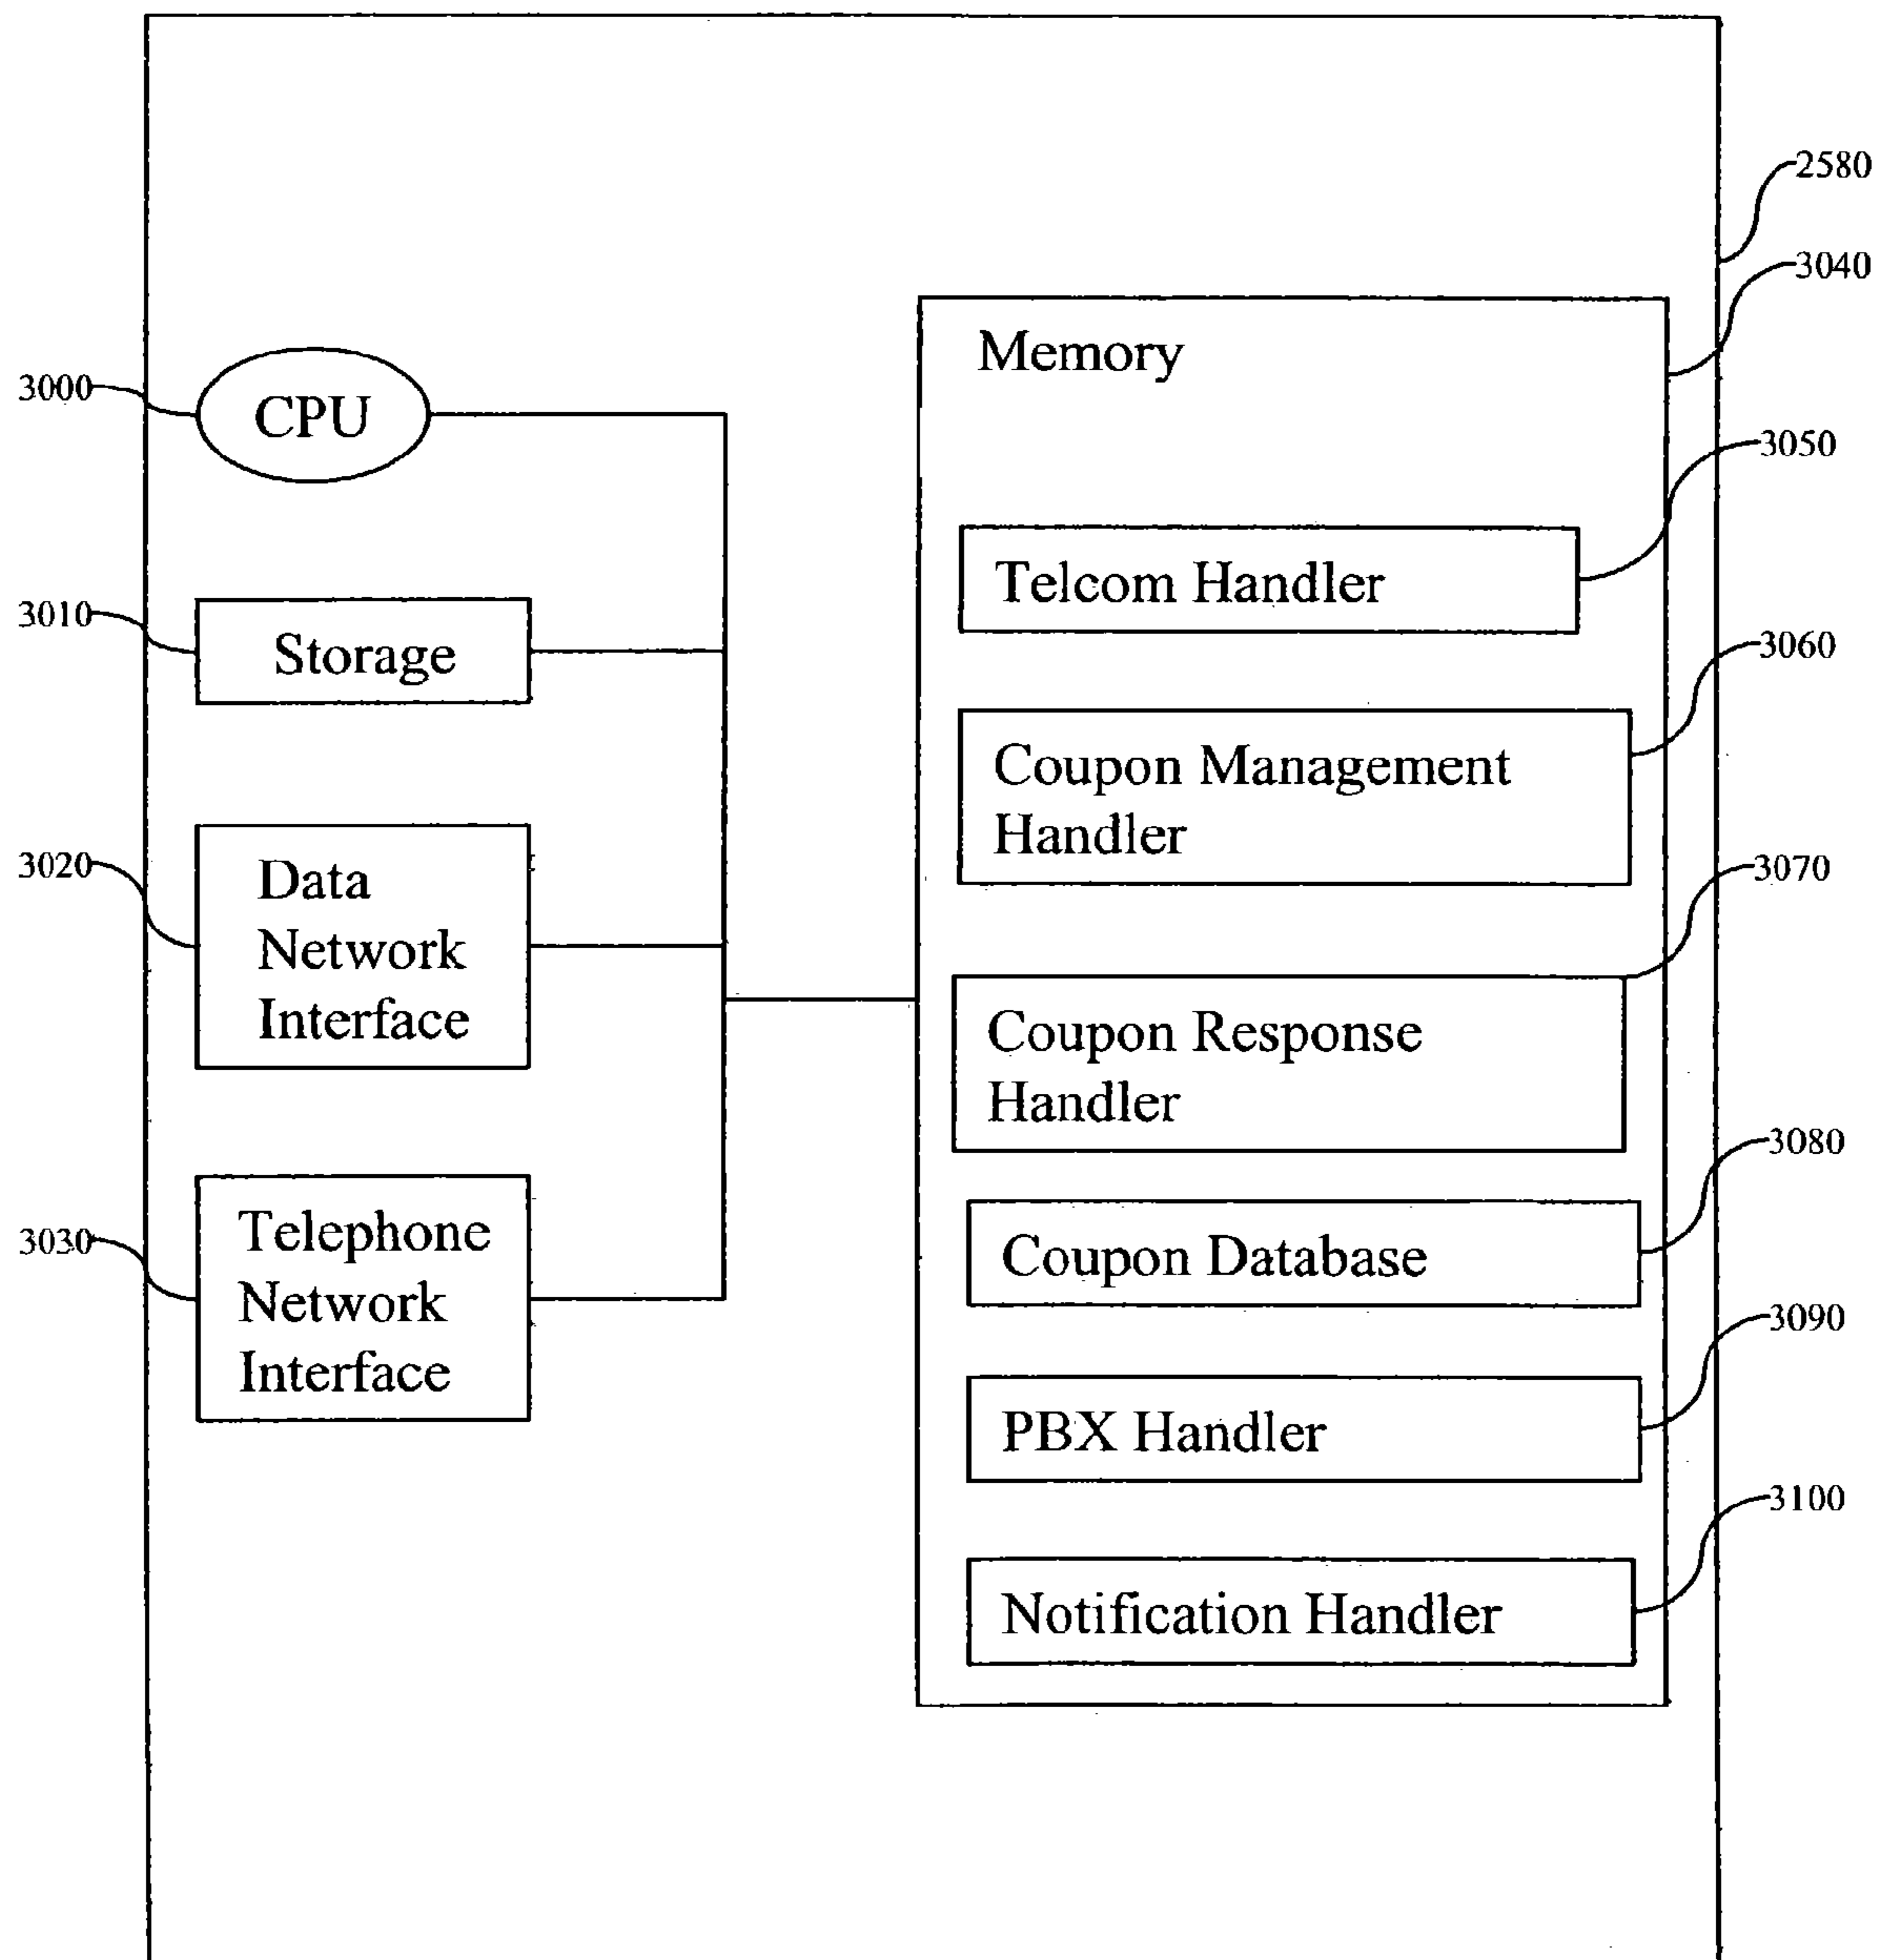 2580
3040
Memory
3000
CPU
3050
Telcom Handler
3010
Storage
3060
Coupon Management
Handler
3020
Data
Network
Interface
3070
Coupon Response
Handler
3080
3030
Telephone
Network
Interface
Coupon Database
3090
PBX Handler
3100
Notification Handler